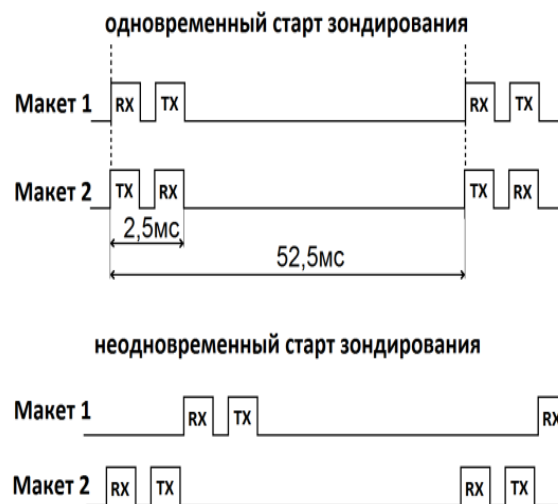 одновременный старт зондирования
Макет 1 RX TX RX TX
Макет 2 TX RX TX RX
2,5мс
52,5мс
неодновременный старт зондирования
Макет 1 RX TX RX
Макет 2 RX TX RX TX